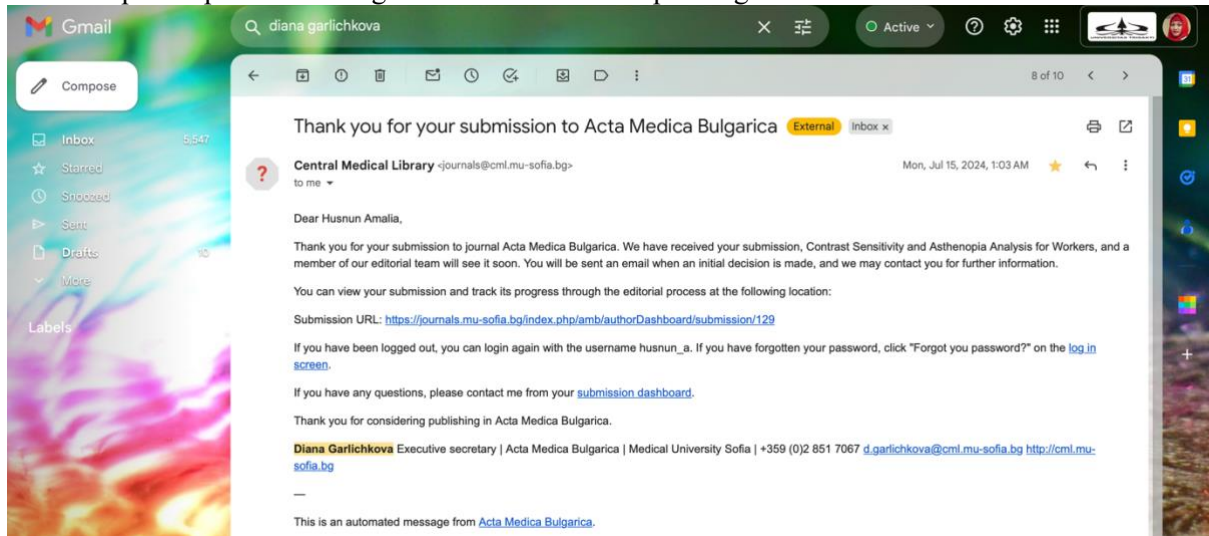 Gmail
diana garlichkova
Active
Compose
8 of 10
Inbox 5,547
Starred
Snoozed
Sent
Drafts 10
More
Labels
Thank you for your submission to Acta Medica Bulgarica External Inbox x
Central Medical Library <journals@cml.mu-sofia.bg>
Mon, Jul 15, 2024, 1:03 AM
to me
Dear Husnun Amalia,
Thank you for your submission to journal Acta Medica Bulgarica. We have received your submission, Contrast Sensitivity and Asthenopia Analysis for Workers, and a
member of our editorial team will see it soon. You will be sent an email when an initial decision is made, and we may contact you for further information.
You can view your submission and track its progress through the editorial process at the following location:
Submission URL: https://journals.mu-sofia.bg/index.php/amb/authorDashboard/submission/129
If you have been logged out, you can login again with the username husnun_a. If you have forgotten your password, click "Forgot you password?" on the log in
screen.
If you have any questions, please contact me from your submission dashboard.
Thank you for considering publishing in Acta Medica Bulgarica.
Diana Garlichkova Executive secretary | Acta Medica Bulgarica | Medical University Sofia | +359 (0)2 851 7067 d.garlichkova@cml.mu-sofia.bg http://cml.mu-
sofia.bg
—
This is an automated message from Acta Medica Bulgarica.